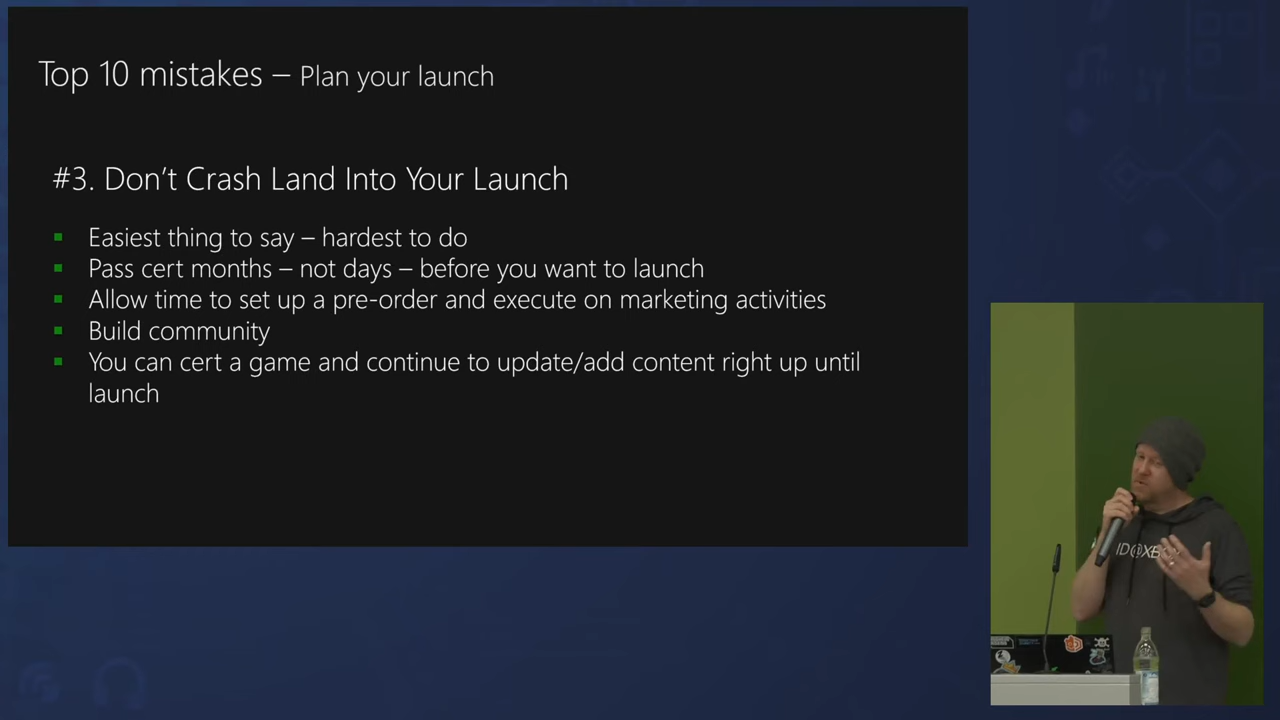 Top 10 mistakes – Plan your launch
#3. Don't Crash Land Into Your Launch
Easiest thing to say – hardest to do
Pass cert months – not days – before you want to launch
Allow time to set up a pre-order and execute on marketing activities
Build community
You can cert a game and continue to update/add content right up until
launch
ID@XB